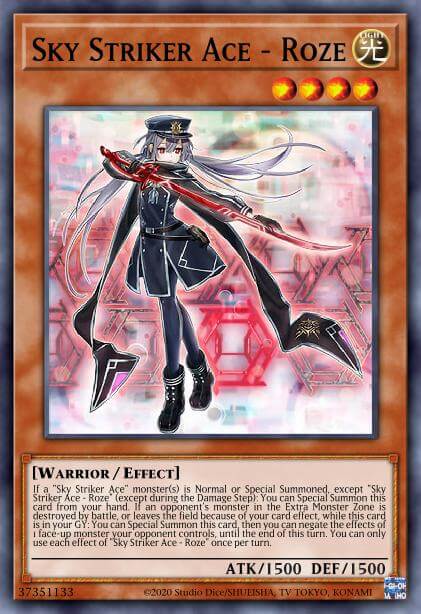 SKY STRIKER ACE - ROZE
LIGHT
光
[WARRIOR / EFFECT]
If a "Sky Striker Ace" monster(s) is Normal or Special Summoned, except "Sky
Striker Ace - Roze" (except during the Damage Step): You can Special Summon this
card from your hand. If an opponent's monster in the Extra Monster Zone is
destroyed by battle, or leaves the field because of your card effect, while this card
is in your GY: You can Special Summon this card, then you can negate the effects of
1 face-up monster your opponent controls, until the end of this turn. You can only
use each effect of "Sky Striker Ace - Roze" once per turn.
ATK/1500 DEF/1500
37351133
©2020 Studio Dice/SHUEISHA, TV TOKYO, KONAMI